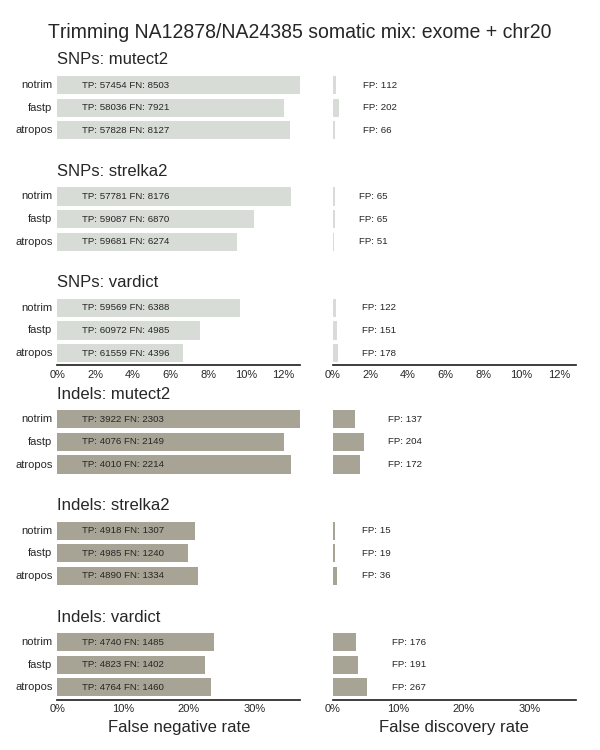 Trimming NA12878/NA24385 somatic mix: exome + chr20
SNPs: mutect2
notrim TP: 57454 FN: 8503 FP: 112
fastp TP: 58036 FN: 7921 FP: 202
atropos TP: 57828 FN: 8127 FP: 66
SNPs: strelka2
notrim TP: 57781 FN: 8176 FP: 65
fastp TP: 59087 FN: 6870 FP: 65
atropos TP: 59681 FN: 6274 FP: 51
SNPs: vardict
notrim TP: 59569 FN: 6388 FP: 122
fastp TP: 60972 FN: 4985 FP: 151
atropos TP: 61559 FN: 4396 FP: 178
0% 2% 4% 6% 8% 10% 12% 0% 2% 4% 6% 8% 10% 12%
Indels: mutect2
notrim TP: 3922 FN: 2303 FP: 137
fastp TP: 4076 FN: 2149 FP: 204
atropos TP: 4010 FN: 2214 FP: 172
Indels: strelka2
notrim TP: 4918 FN: 1307 FP: 15
fastp TP: 4985 FN: 1240 FP: 19
atropos TP: 4890 FN: 1334 FP: 36
Indels: vardict
notrim TP: 4740 FN: 1485 FP: 176
fastp TP: 4823 FN: 1402 FP: 191
atropos TP: 4764 FN: 1460 FP: 267
0% 10% 20% 30% 0% 10% 20% 30%
False negative rate False discovery rate